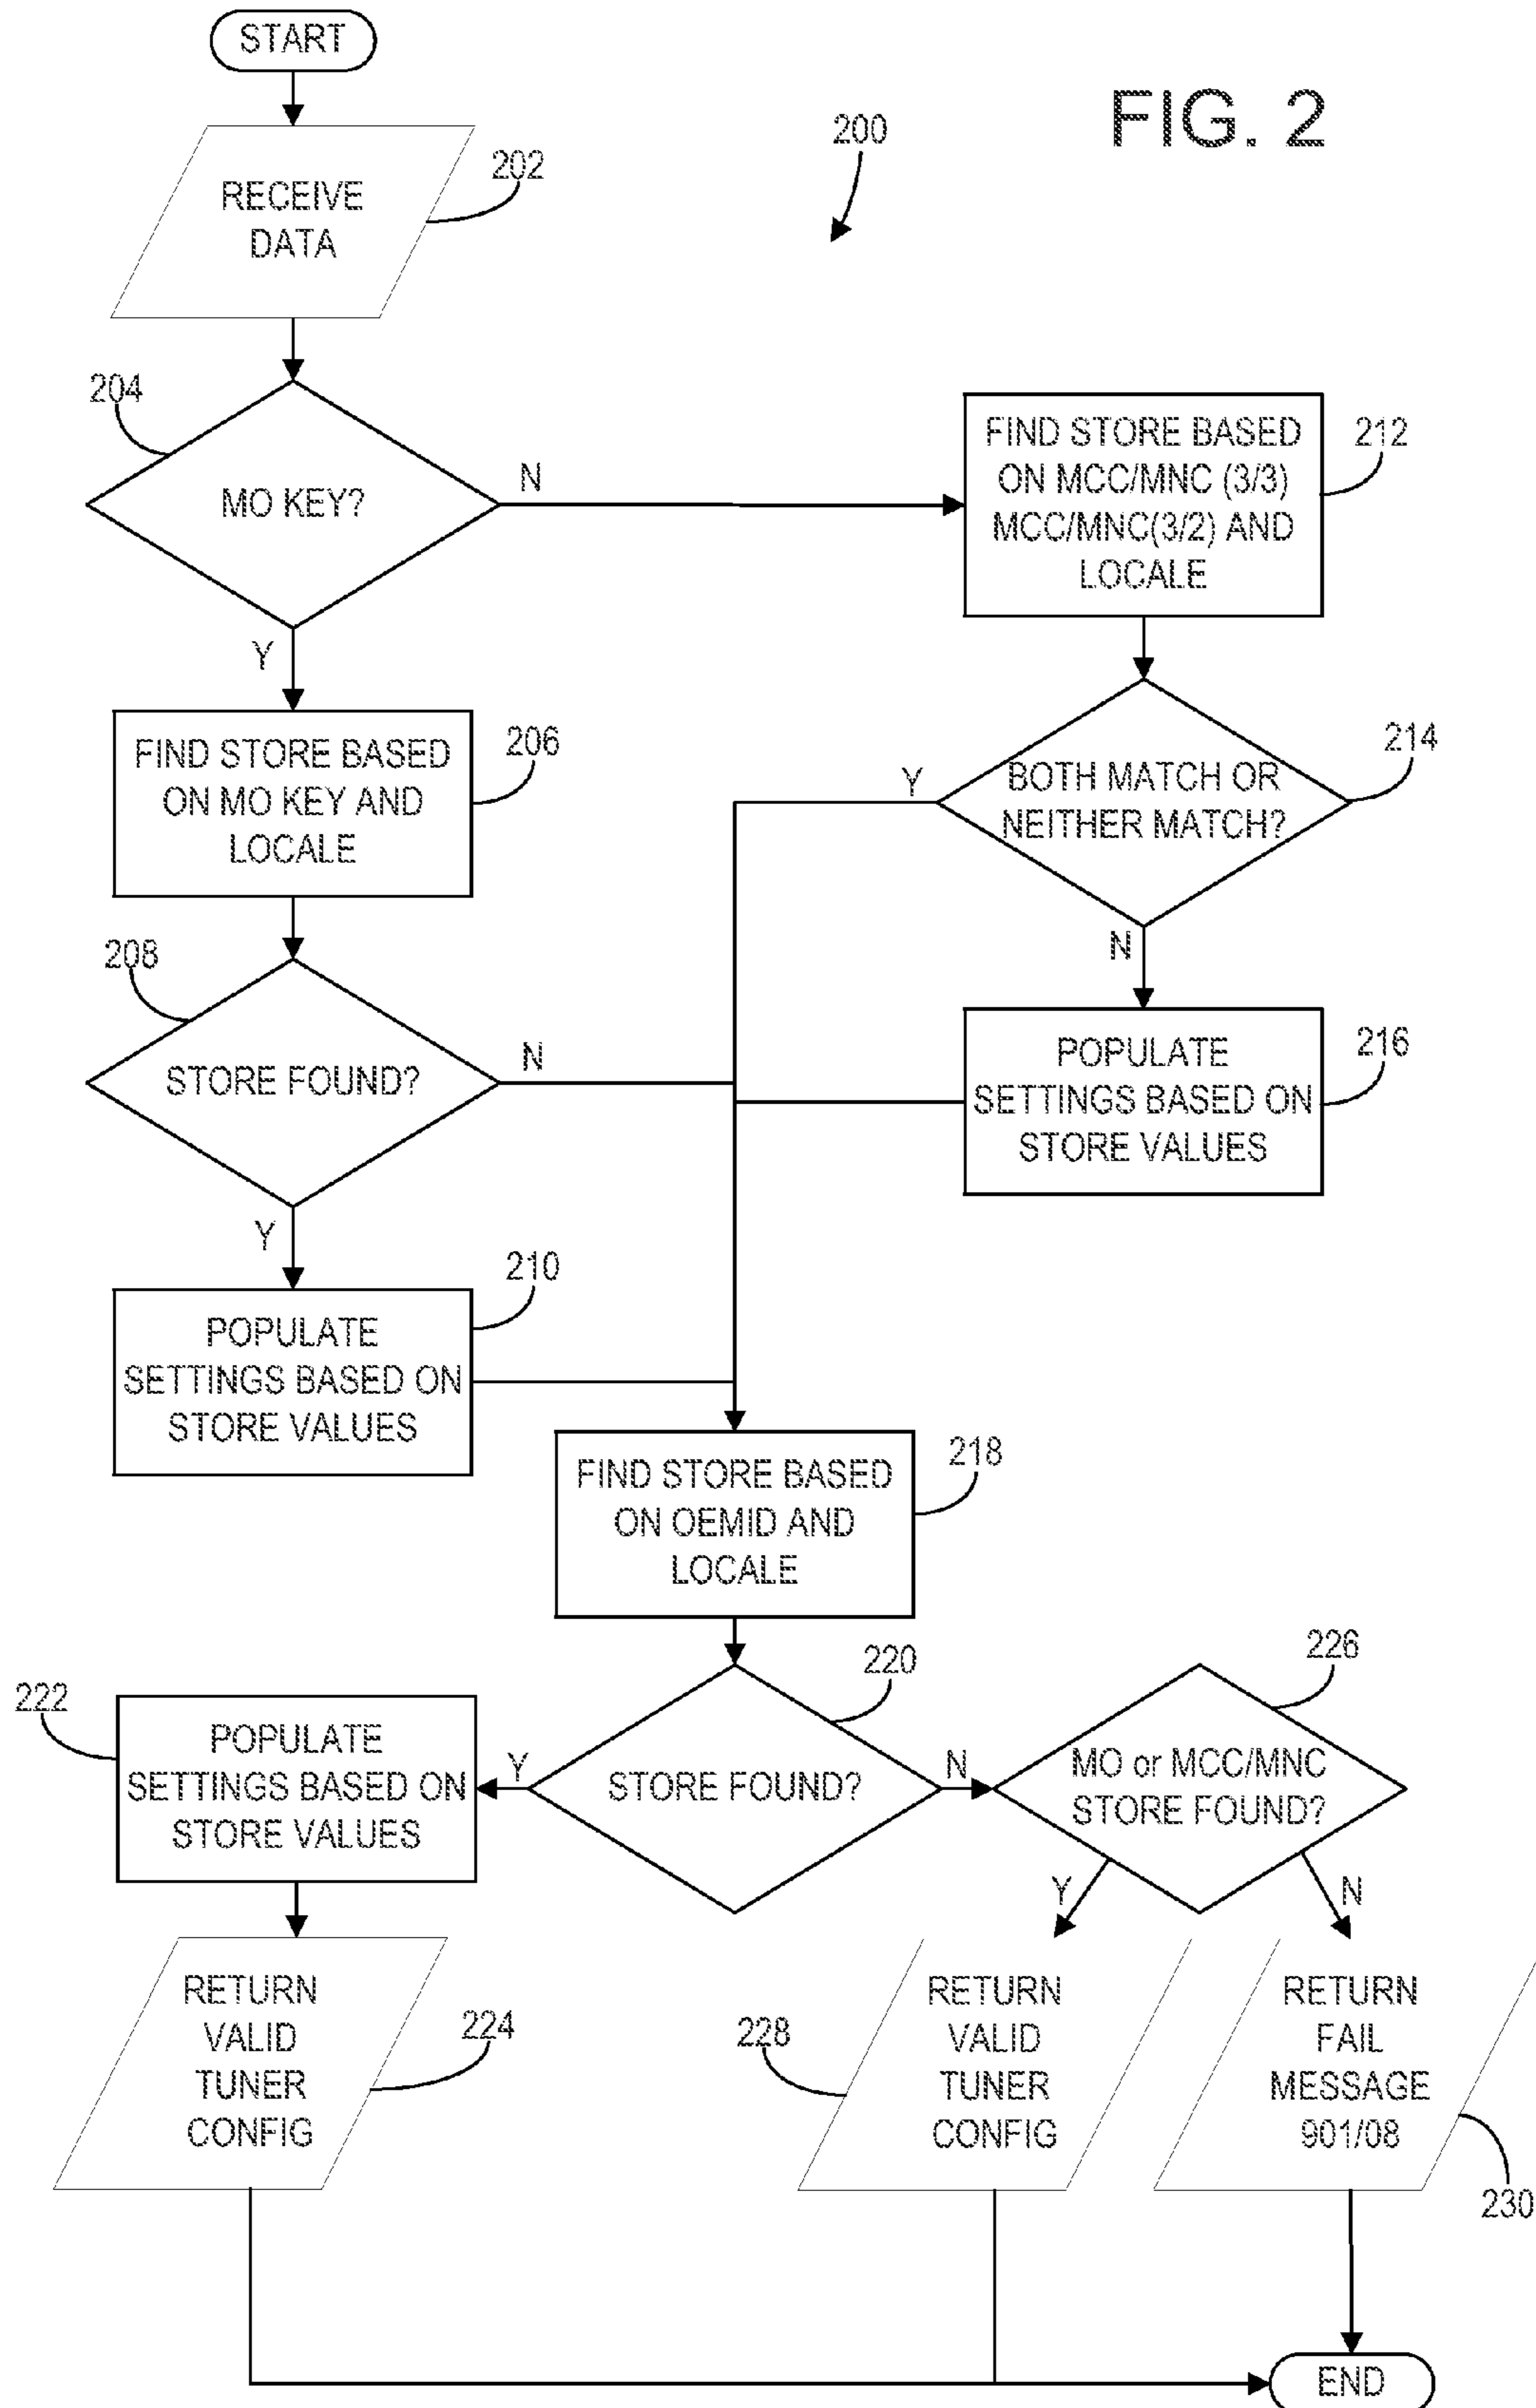 START
FIG. 2
200
RECEIVE
DATA
202
204
MO KEY?
N
Y
FIND STORE BASED
ON MCC/MNC (3/3)
MCC/MNC(3/2) AND
LOCALE
212
FIND STORE BASED
ON MO KEY AND
LOCALE
206
BOTH MATCH OR
NEITHER MATCH?
214
Y
N
208
STORE FOUND?
N
Y
POPULATE
SETTINGS BASED ON
STORE VALUES
216
POPULATE
SETTINGS BASED ON
STORE VALUES
210
FIND STORE BASED
ON OEMID AND
LOCALE
218
220
STORE FOUND?
Y
N
222
POPULATE
SETTINGS BASED ON
STORE VALUES
226
MO or MCC/MNC
STORE FOUND?
Y
N
RETURN
VALID
TUNER
CONFIG
224
228
RETURN
VALID
TUNER
CONFIG
RETURN
FAIL
MESSAGE
901/08
230
END